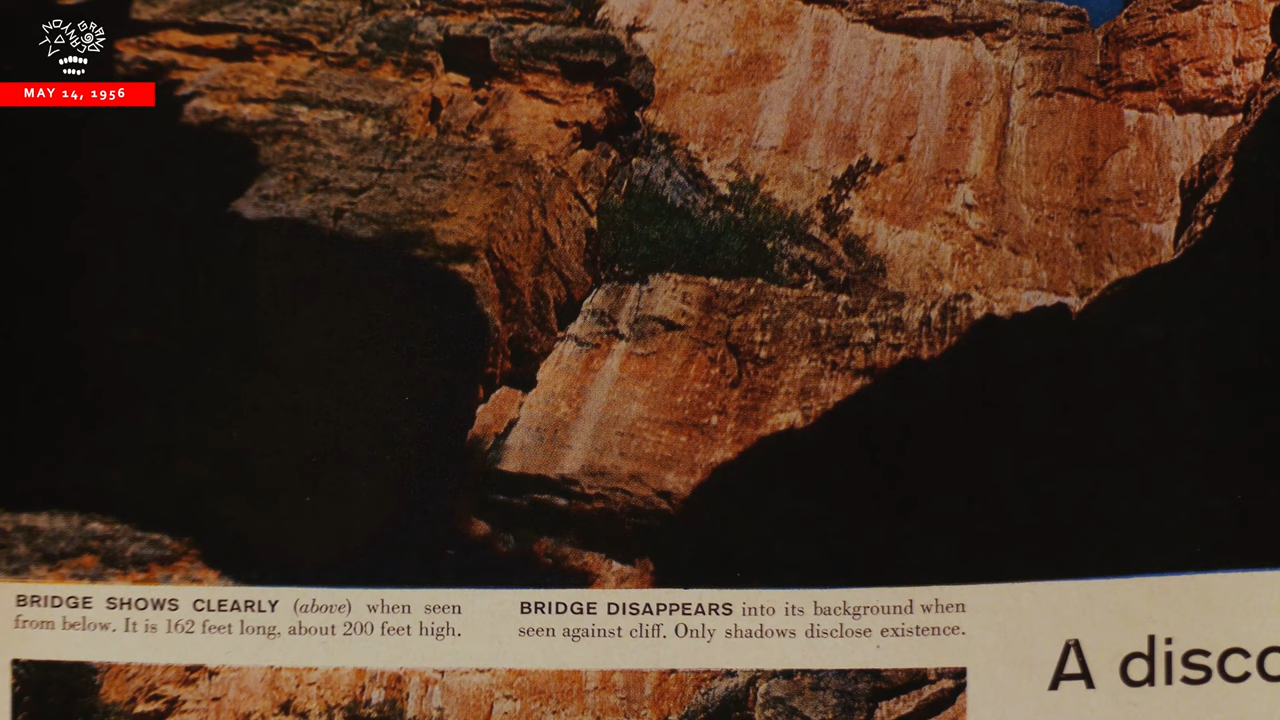 MAY 14, 1956
BRIDGE SHOWS CLEARLY (above) when seen
from below. It is 162 feet long, about 200 feet high.
BRIDGE DISAPPEARS into its background when
seen against cliff. Only shadows disclose existence.
A disco